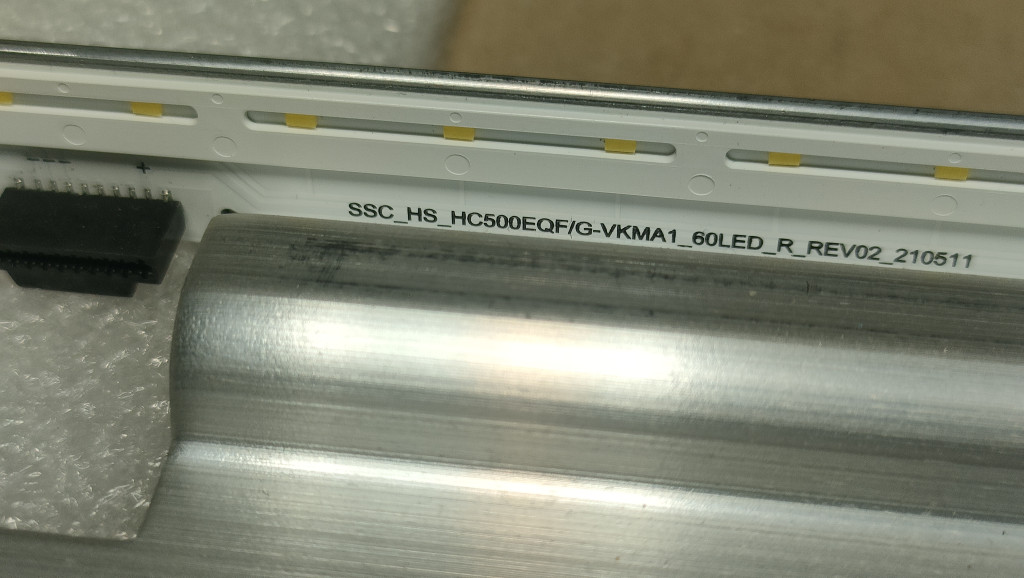 SSC_HS_HC500EQF/G-VKMA1_60LED_R_REV02_210511
+